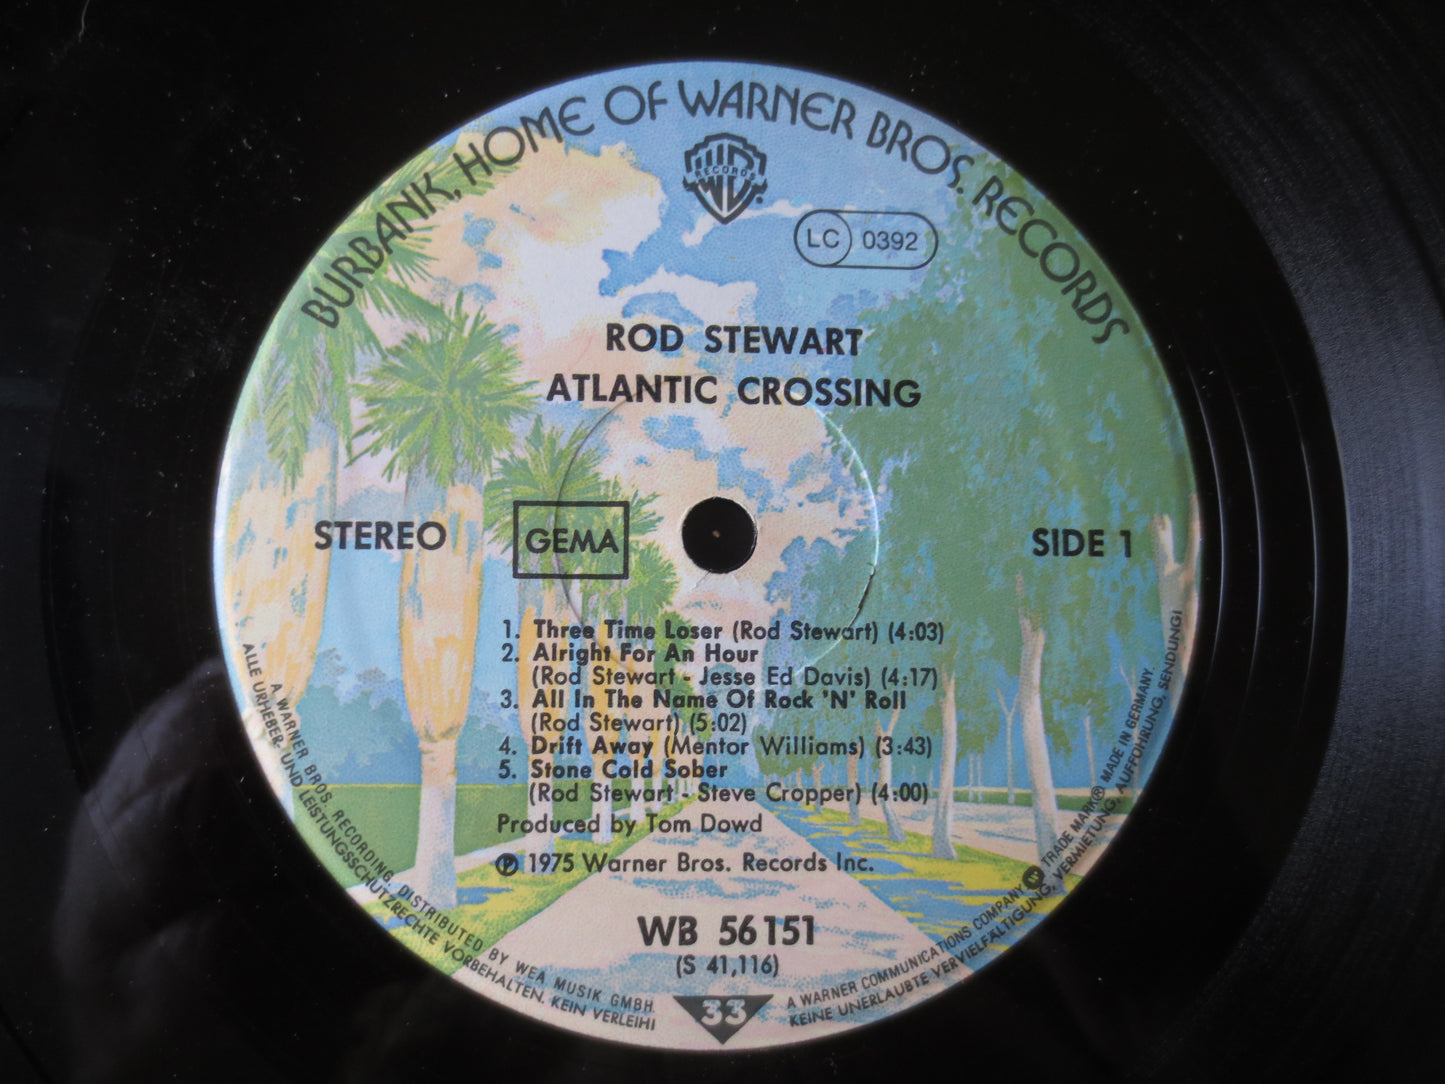 BURBANK, HOME OF WARNER BROS. RECORDS
WB
RECORDS
LC 0392
ROD STEWART
ATLANTIC CROSSING
STEREO
GEMA
SIDE 1
1. Three Time Loser (Rod Stewart) (4:03)
2. Alright For An Hour
(Rod Stewart - Jesse Ed Davis) (4:17)
3. All In The Name Of Rock 'N' Roll
(Rod Stewart) (5:02)
4. Drift Away (Mentor Williams) (3:43)
5. Stone Cold Sober
(Rod Stewart - Steve Cropper) (4:00)
Produced by Tom Dowd
Ⓟ 1975 Warner Bros. Records Inc.
WB 56 151
(S 41,116)
33
A WARNER BROS. RECORDING. DISTRIBUTED BY WEA MUSIK GMBH.
A WARNER COMMUNICATIONS COMPANY TRADE MARK® MADE IN GERMANY.
ALLE URHEBER- UND LEISTUNGSSCHUTZRECHTE VORBEHALTEN. KEIN VERLEIH!
KEINE UNERLAUBTE VERVIELFÄLTIGUNG, VERMIETUNG, AUFFÜHRUNG, SENDUNG!